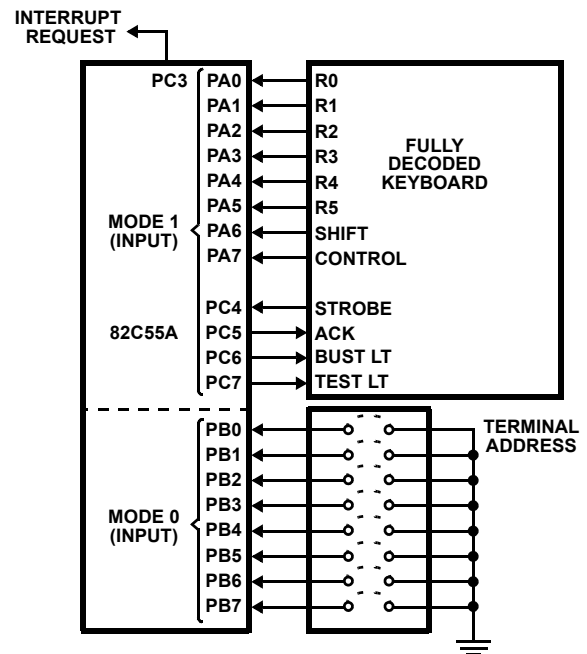 INTERRUPT
REQUEST
PC3 PA0 R0
PA1 R1
PA2 R2
PA3 R3
PA4 R4
PA5 R5
PA6 SHIFT
PA7 CONTROL
FULLY
DECODED
KEYBOARD
MODE 1
(INPUT)
PC4 STROBE
82C55A PC5 ACK
PC6 BUST LT
PC7 TEST LT
PB0
PB1
PB2
PB3
PB4
PB5
PB6
PB7
MODE 0
(INPUT)
TERMINAL
ADDRESS